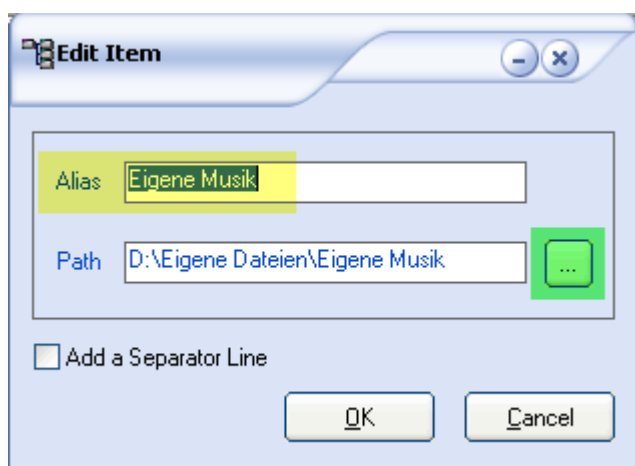 Edit Item
Alias Eigene Musik
Path D:\Eigene Dateien\Eigene Musik ...
Add a Separator Line
OK Cancel